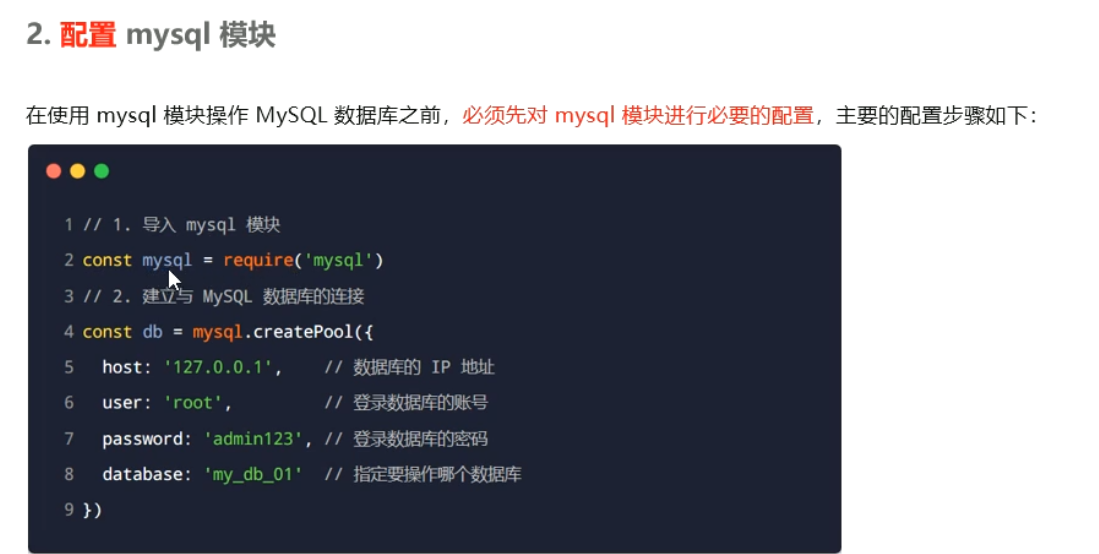 2. 配置 mysql 模块
在使用 mysql 模块操作 MySQL 数据库之前，必须先对 mysql 模块进行必要的配置，主要的配置步骤如下：
1 // 1. 导入 mysql 模块
2 const mysql = require('mysql')
3 // 2. 建立与 MySQL 数据库的连接
4 const db = mysql.createPool({
5   host: '127.0.0.1',    // 数据库的 IP 地址
6   user: 'root',         // 登录数据库的账号
7   password: 'admin123', // 登录数据库的密码
8   database: 'my_db_01'  // 指定要操作哪个数据库
9 })